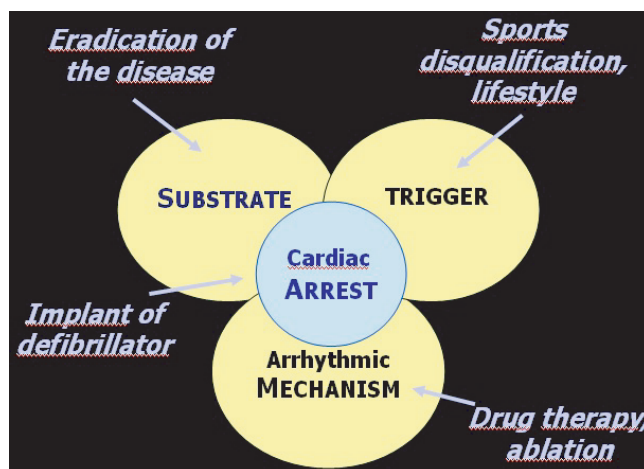 Eradication of
the disease
Sports
disqualification,
lifestyle
SUBSTRATE
TRIGGER
Cardiac
ARREST
Implant of
defibrillator
Arrhythmic
MECHANISM
Drug therapy,
ablation